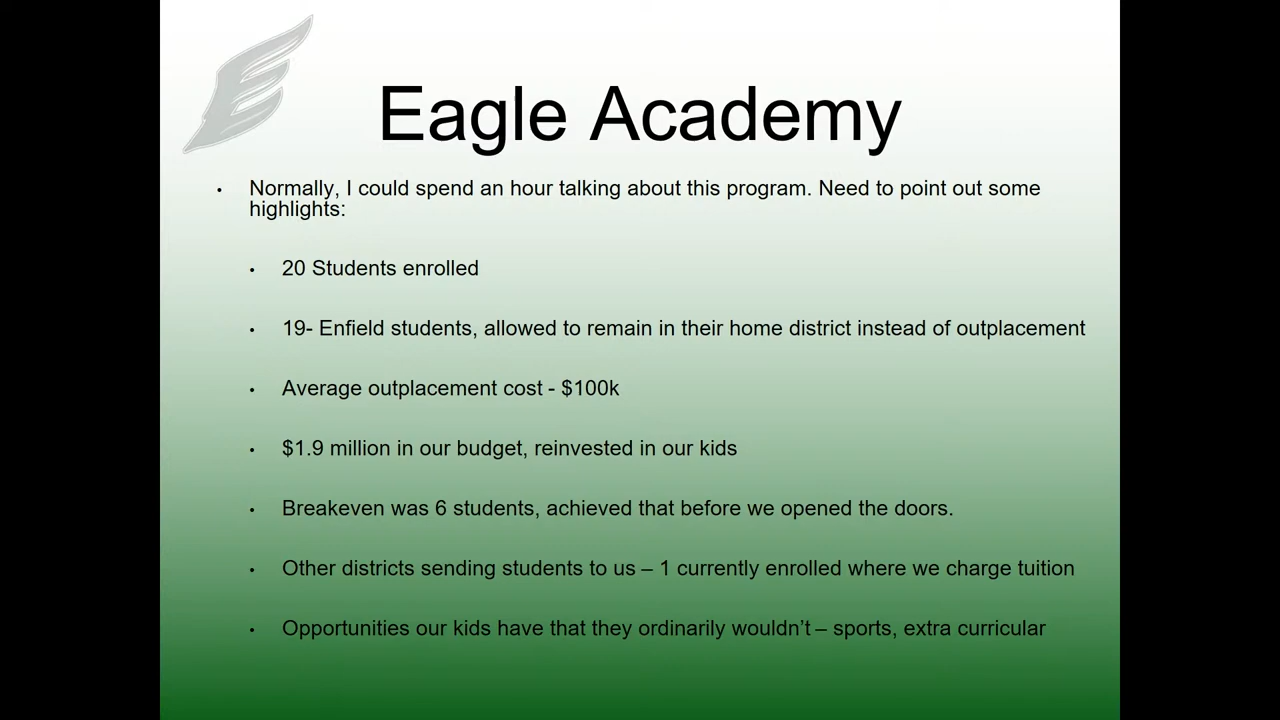 Eagle Academy
• Normally, I could spend an hour talking about this program. Need to point out some
highlights:
• 20 Students enrolled
• 19- Enfield students, allowed to remain in their home district instead of outplacement
• Average outplacement cost - $100k
• $1.9 million in our budget, reinvested in our kids
• Breakeven was 6 students, achieved that before we opened the doors.
• Other districts sending students to us – 1 currently enrolled where we charge tuition
• Opportunities our kids have that they ordinarily wouldn’t – sports, extra curricular